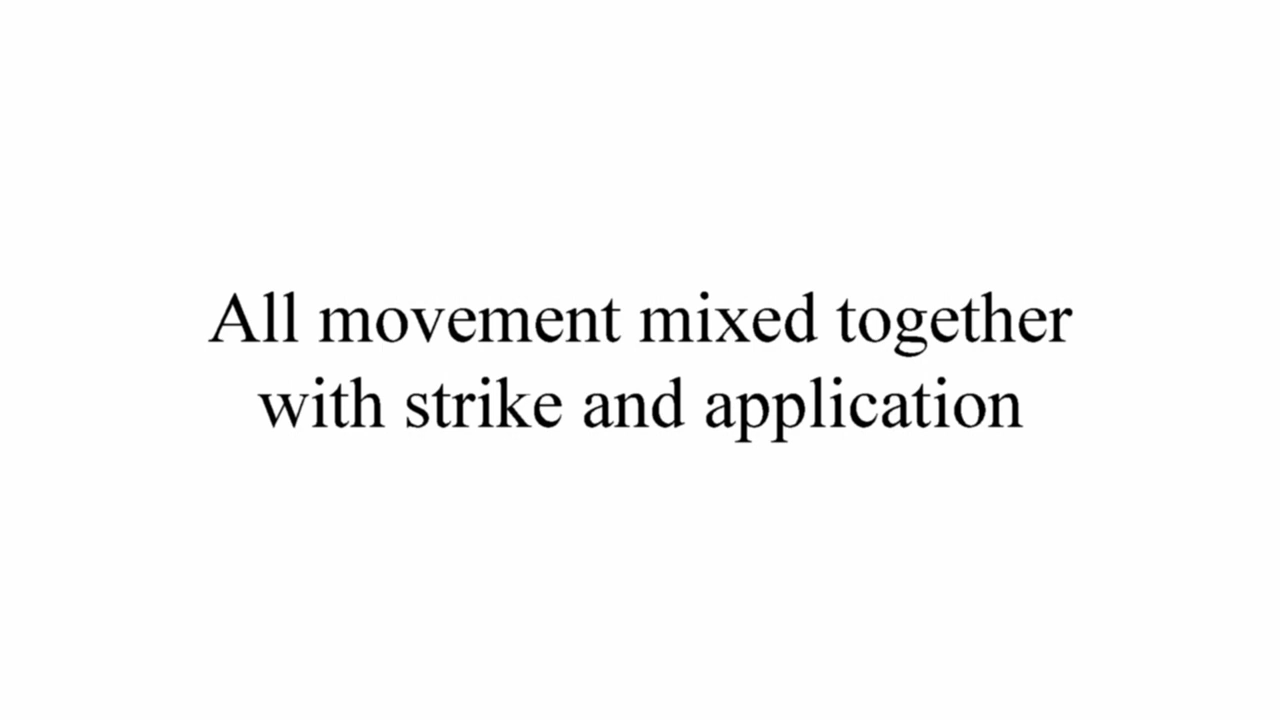 All movement mixed together
with strike and application